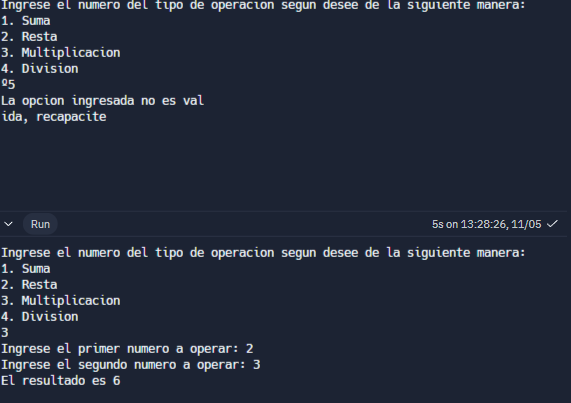 Ingrese el numero del tipo de operacion segun desee de la siguiente manera:
1. Suma
2. Resta
3. Multiplicacion
4. Division
º5
La opcion ingresada no es val
ida, recapacite
Run
5s on 13:28:26, 11/05
Ingrese el numero del tipo de operacion segun desee de la siguiente manera:
1. Suma
2. Resta
3. Multiplicacion
4. Division
3
Ingrese el primer numero a operar: 2
Ingrese el segundo numero a operar: 3
El resultado es 6